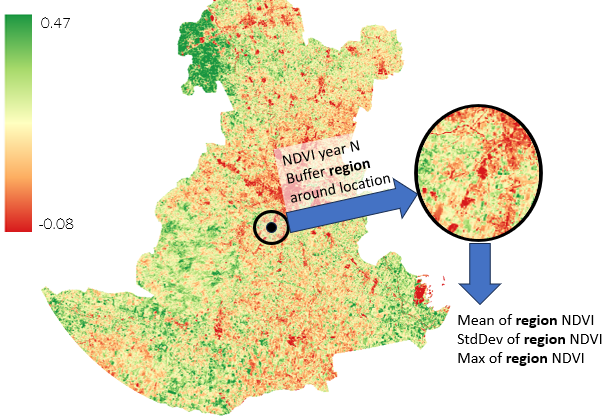 0.47
-0.08
NDVI year N
Buffer region
around location
Mean of region NDVI
StdDev of region NDVI
Max of region NDVI